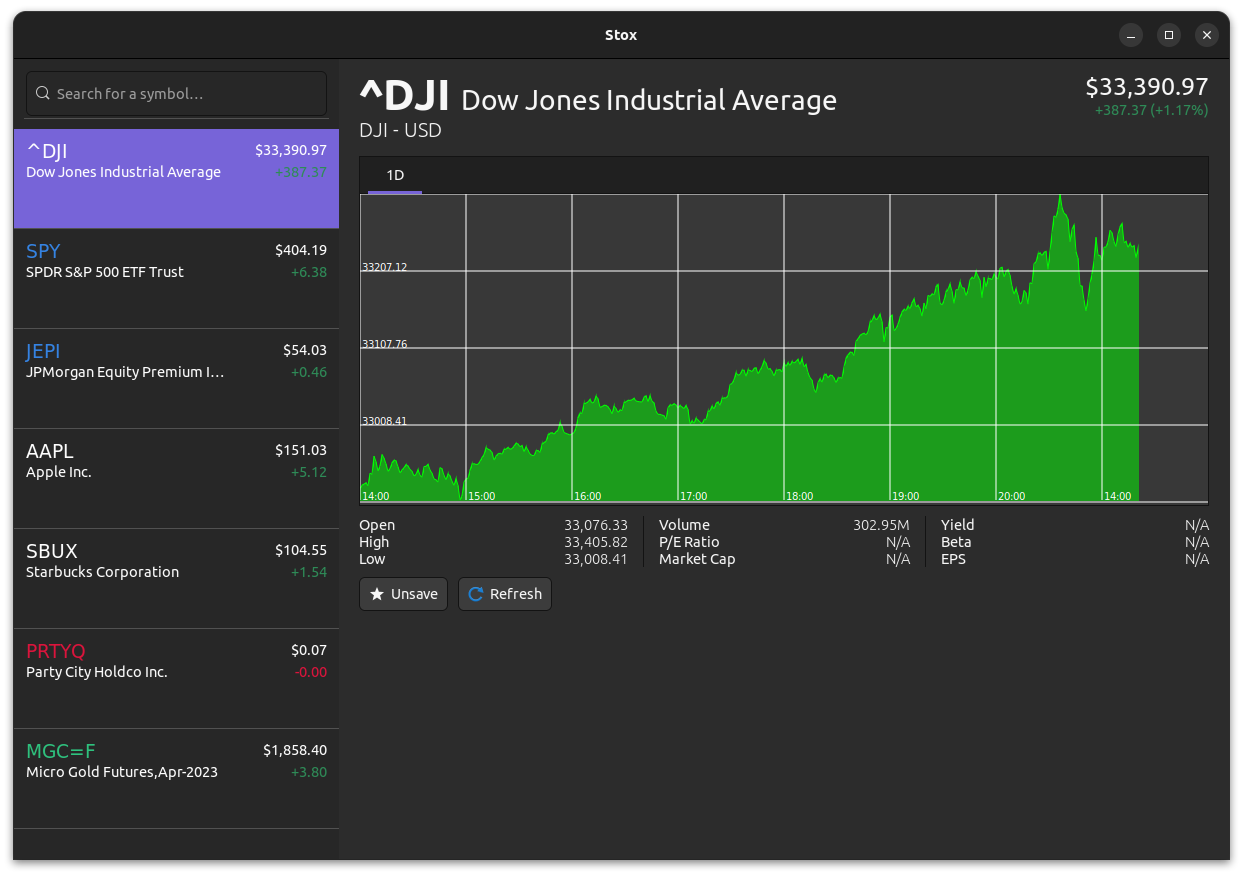 Stox
Search for a symbol...
^DJI $33,390.97
Dow Jones Industrial Average +387.37
SPY $404.19
SPDR S&P 500 ETF Trust +6.38
JEPI $54.03
JPMorgan Equity Premium I... +0.46
AAPL $151.03
Apple Inc. +5.12
SBUX $104.55
Starbucks Corporation +1.54
PRTYQ $0.07
Party City Holdco Inc. -0.00
MGC=F $1,858.40
Micro Gold Futures,Apr-2023 +3.80
^DJI Dow Jones Industrial Average $33,390.97
+387.37 (+1.17%)
DJI - USD
1D
33207.12
33107.76
33008.41
14:00 15:00 16:00 17:00 18:00 19:00 20:00 14:00
Open 33,076.33 Volume 302.95M Yield N/A
High 33,405.82 P/E Ratio N/A Beta N/A
Low 33,008.41 Market Cap N/A EPS N/A
Unsave Refresh